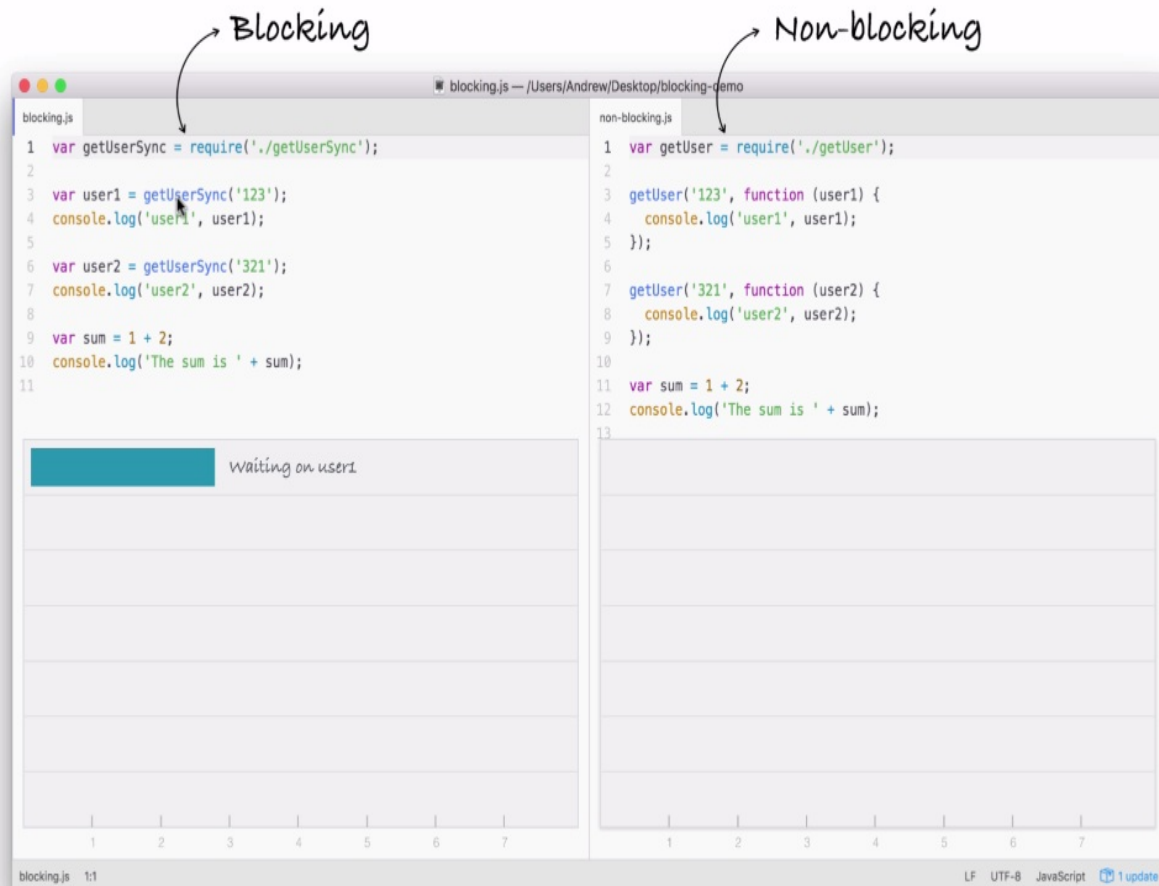 Blocking
Non-blocking
blocking.js — /Users/Andrew/Desktop/blocking-demo
blocking.js
1 var getUserSync = require('./getUserSync');
2
3 var user1 = getUserSync('123');
4 console.log('user1', user1);
5
6 var user2 = getUserSync('321');
7 console.log('user2', user2);
8
9 var sum = 1 + 2;
10 console.log('The sum is ' + sum);
11
Waiting on user1
1 2 3 4 5 6 7
non-blocking.js
1 var getUser = require('./getUser');
2
3 getUser('123', function (user1) {
4   console.log('user1', user1);
5 });
6
7 getUser('321', function (user2) {
8   console.log('user2', user2);
9 });
10
11 var sum = 1 + 2;
12 console.log('The sum is ' + sum);
13
1 2 3 4 5 6 7
blocking.js 1:1
LF UTF-8 JavaScript 1 update